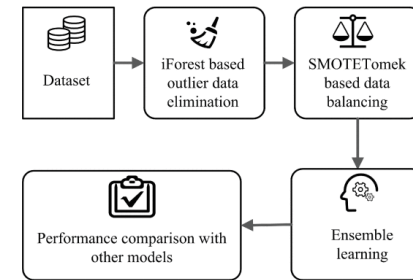 Dataset
iForest based
outlier data
elimination
SMOTETomek
based data
balancing
Ensemble
learning
Performance comparison with
other models